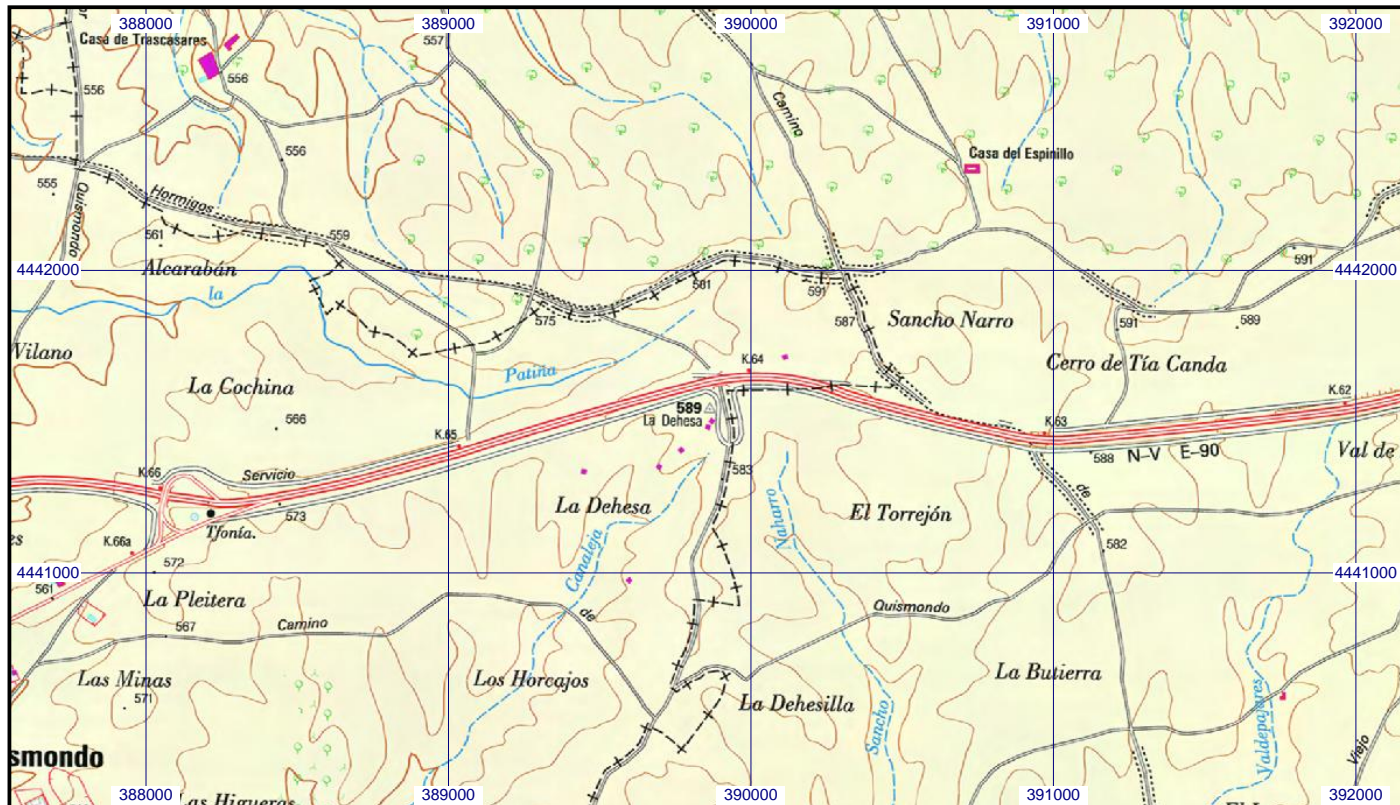 388000
389000
390000
391000
392000
Casa de Trascasares
557
556
556
Camino
556
Casa del Espinillo
555
Quismondo
Hormigos
561
559
Alcarabán
4442000
4442000
la
581
591
591
575
587
Sancho Narro
591
589
Vilano
K.64
Cerro de Tía Canda
La Cochina
Patiña
K.62
589
La Dehesa
566
K.65
K.63
588
N-V E-90
Val de
K.66
Servicio
583
de
La Dehesa
Naharro
El Torrejón
573
Tfonía.
es
K.66a
582
572
Canaleja
4441000
4441000
561
La Pleitera
de
Quismondo
567
Camino
Las Minas
Los Horcajos
La Butierra
571
La Dehesilla
Sancho
Valdepajares
Viejo
smondo
388000
Las Higueras
389000
390000
391000
392000